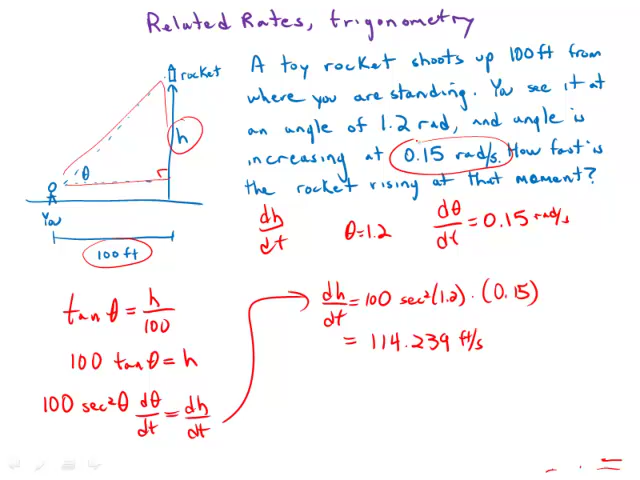 Related Rates, trigonometry
rocket
h
θ
You
100 ft
A toy rocket shoots up 100ft from
where you are standing. You see it at
an angle of 1.2 rad, and angle is
increasing at 0.15 rad/s. How fast is
the rocket rising at that moment?
dh/dt θ=1.2 dθ/dt = 0.15 rad/s
tan θ = h/100
100 tan θ = h
100 sec²θ dθ/dt = dh/dt
dh/dt = 100 sec²(1.2) · (0.15)
= 114.239 ft/s